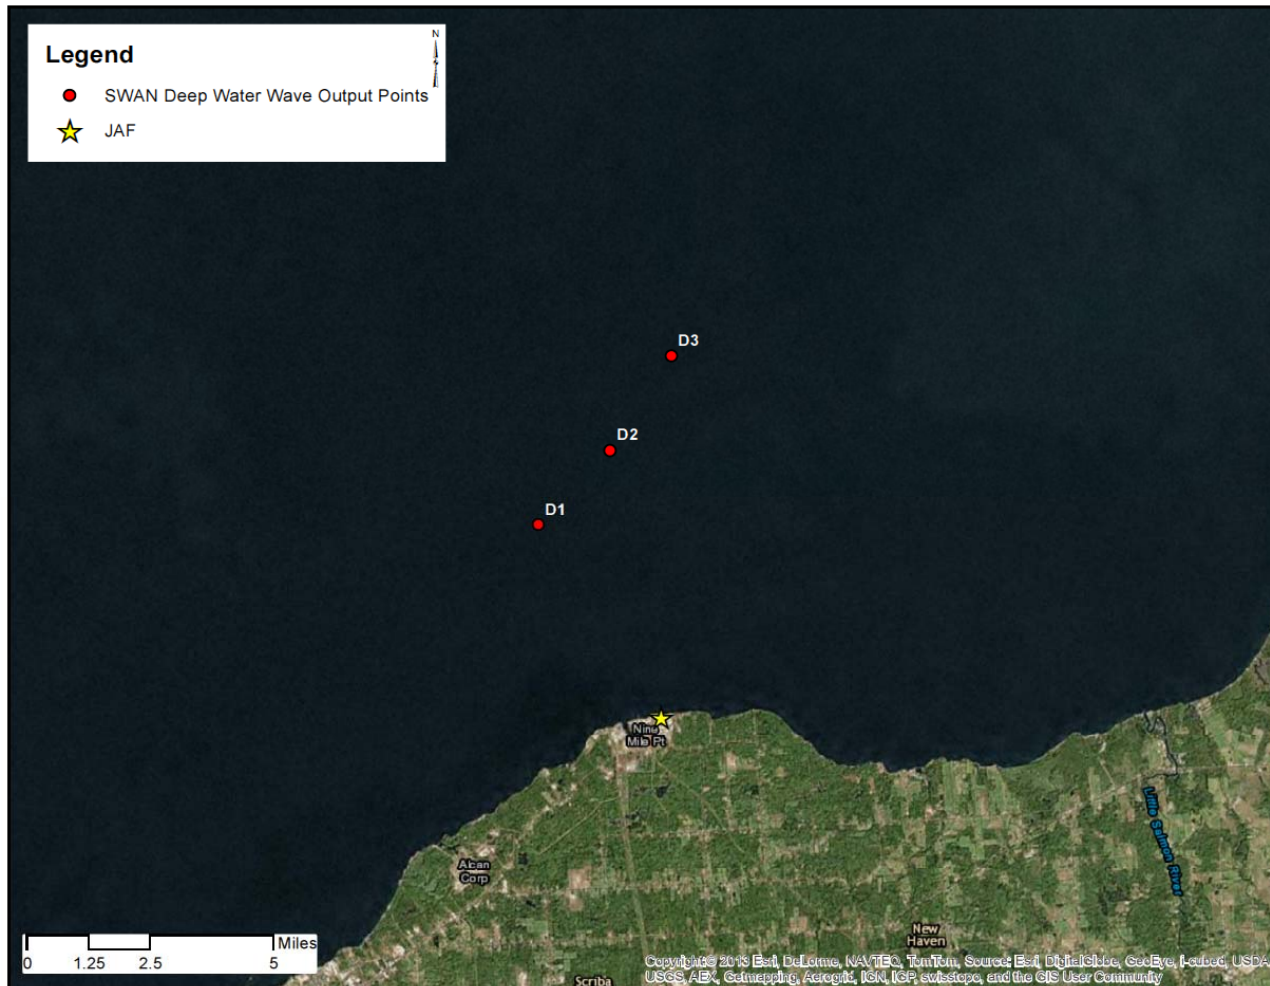 Legend
N
SWAN Deep Water Wave Output Points
JAF
D3
D2
D1
Nine
Mile Pt
Little Salmon River
Alcan
Corp
New
Haven
Scriba
Miles
0 1.25 2.5 5
Copyright:© 2013 Esri, DeLorme, NAVTEQ, TomTom, Source: Esri, DigitalGlobe, GeoEye, i-cubed, USDA,
USGS, AEX, Getmapping, Aerogrid, IGN, IGP, swisstopo, and the GIS User Community